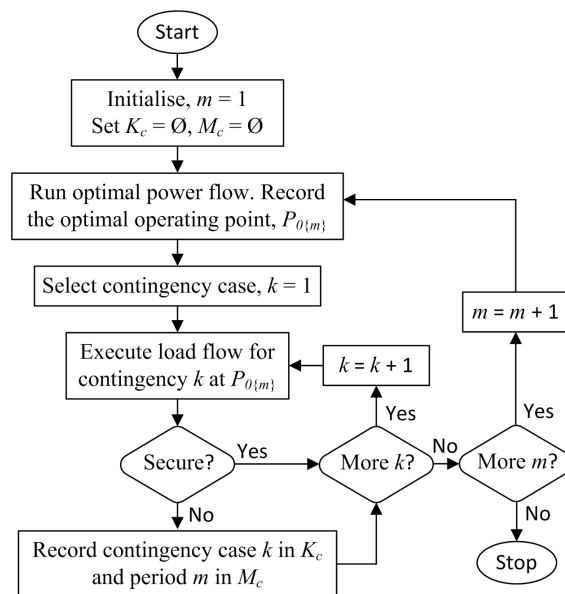 Start
Initialise, m = 1
Set K_c = Ø, M_c = Ø
Run optimal power flow. Record
the optimal operating point, P_0{m}
Select contingency case, k = 1
m = m + 1
Execute load flow for
contingency k at P_0{m}
k = k + 1
Yes
Yes
Secure?
Yes
More k?
No
More m?
No
No
Record contingency case k in K_c
and period m in M_c
Stop